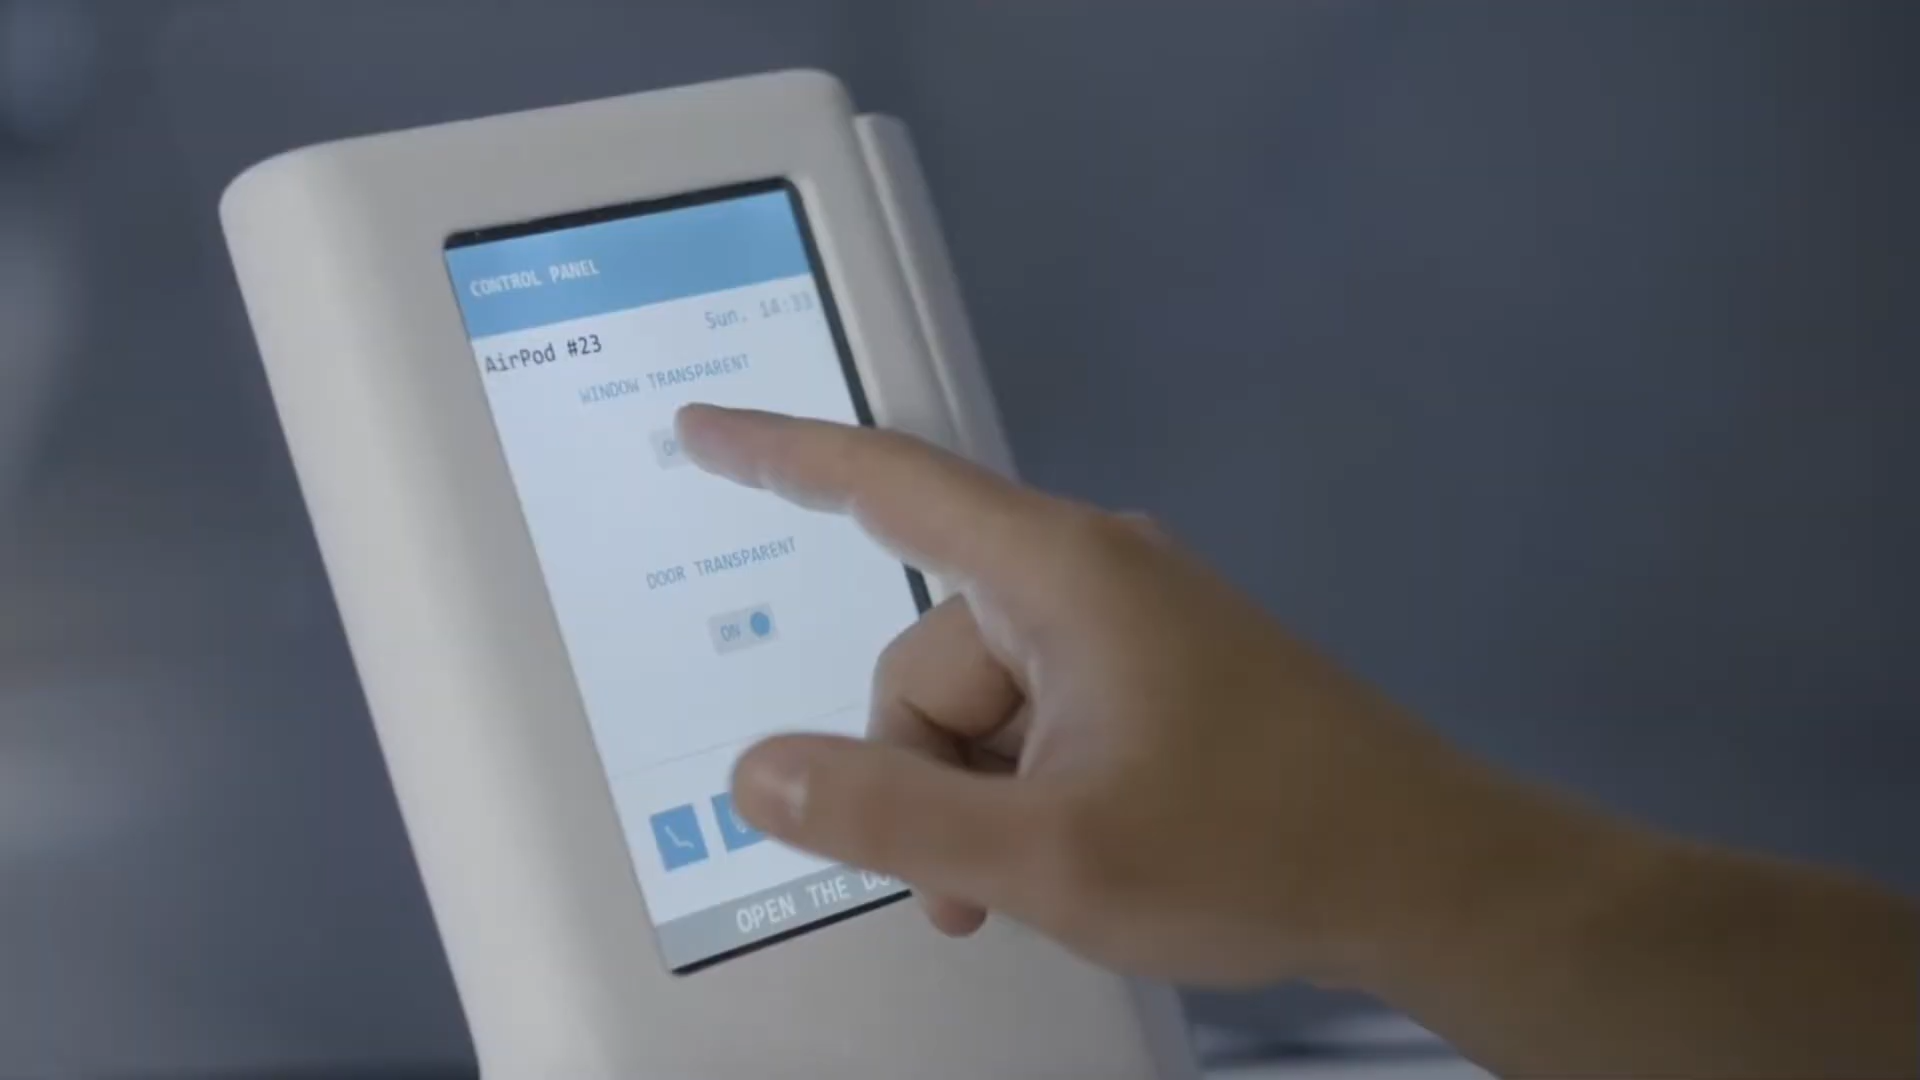 CONTROL PANEL
Sun. 14:33
AirPod #23
WINDOW TRANSPARENT
DOOR TRANSPARENT
ON
OPEN THE